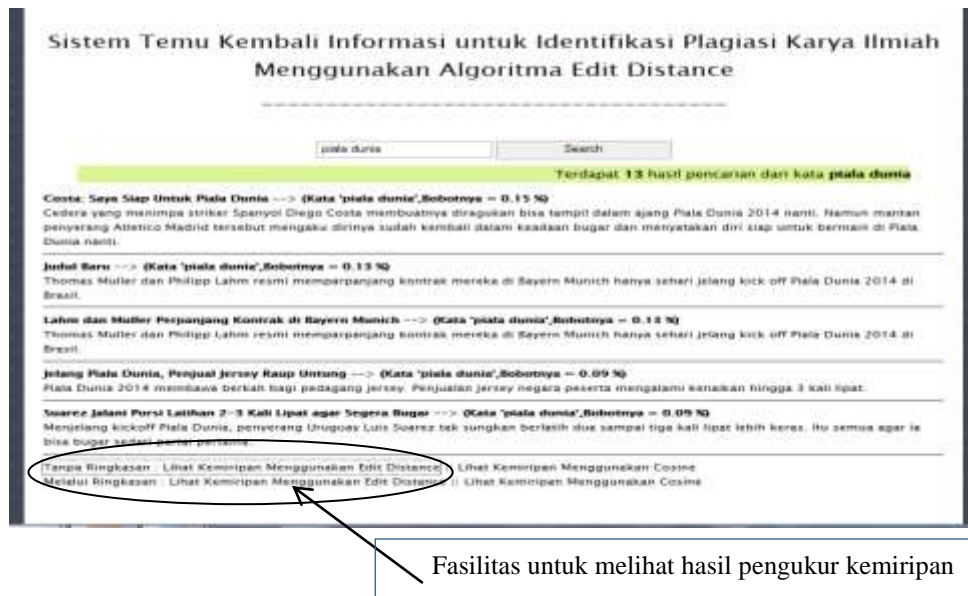 Sistem Temu Kembali Informasi untuk Identifikasi Plagiasi Karya Ilmiah
Menggunakan Algoritma Edit Distance
piala dunia Search
Terdapat 13 hasil pencarian dari kata piala dunia
Costa: Saya Siap Untuk Piala Dunia ---> (Kata 'piala dunia',Bobotnya = 0.15 %)
Cedera yang menimpa striker Spanyol Diego Costa membuatnya diragukan bisa tampil dalam ajang Piala Dunia 2014 nanti. Namun mantan
penyerang Atletico Madrid tersebut mengaku dirinya sudah kembali dalam keadaan bugar dan menyatakan diri siap untuk bermain di Piala
Dunia nanti.
Judul Baru ---> (Kata 'piala dunia',Bobotnya = 0.13 %)
Thomas Muller dan Philipp Lahm resmi memparpanjang kontrak mereka di Bayern Munich hanya sehari jelang kick off Piala Dunia 2014 di
Brasil.
Lahm dan Muller Perpanjang Kontrak di Bayern Munich ---> (Kata 'piala dunia',Bobotnya = 0.13 %)
Thomas Muller dan Philipp Lahm resmi memparpanjang kontrak mereka di Bayern Munich hanya sehari jelang kick off Piala Dunia 2014 di
Brasil.
Jelang Piala Dunia, Penjual Jersey Raup Untung ---> (Kata 'piala dunia',Bobotnya = 0.09 %)
Piala Dunia 2014 membawa berkah bagi pedagang jersey. Penjualan jersey negara peserta mengalami kenaikan hingga 3 kali lipat.
Suarez Jalani Porsi Latihan 2-3 Kali Lipat agar Segera Bugar ---> (Kata 'piala dunia',Bobotnya = 0.09 %)
Menjelang kickoff Piala Dunia, penyerang Uruguay Luis Suarez tak sungkan berlatih dua sampai tiga kali lipat lebih keras. Itu semua agar ia
bisa bugar sedari partai pertama.
Tanpa Ringkasan : Lihat Kemiripan Menggunakan Edit Distance || Lihat Kemiripan Menggunakan Cosine
Melalui Ringkasan : Lihat Kemiripan Menggunakan Edit Distance || Lihat Kemiripan Menggunakan Cosine
Fasilitas untuk melihat hasil pengukur kemiripan